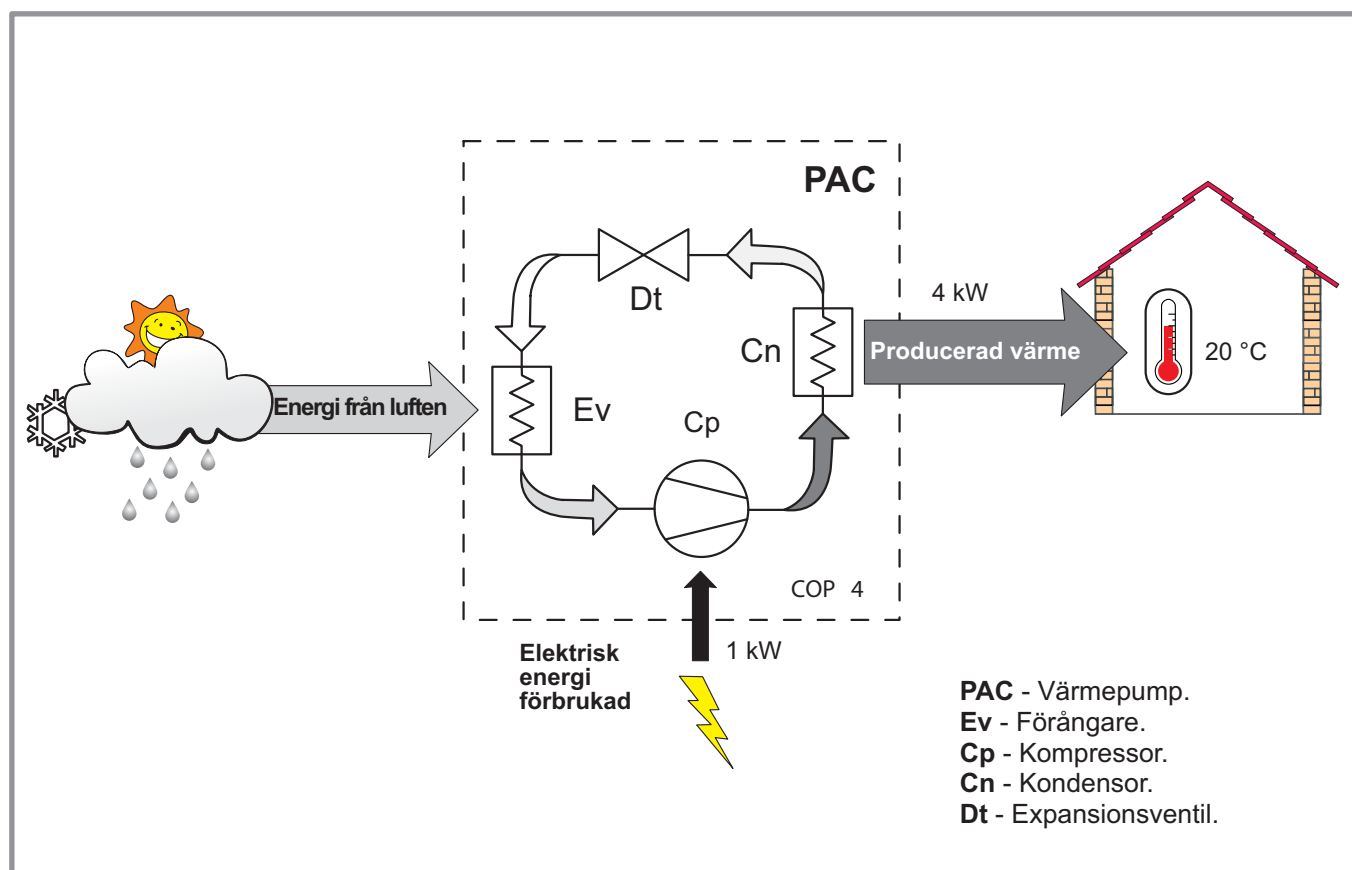 PAC
Dt
4 kW
Cn
Producerad värme
20 °C
Energi från luften
Ev
Cp
COP 4
Elektrisk
energi
förbrukad
1 kW
PAC - Värmepump.
Ev - Förångare.
Cp - Kompressor.
Cn - Kondensor.
Dt - Expansionsventil.